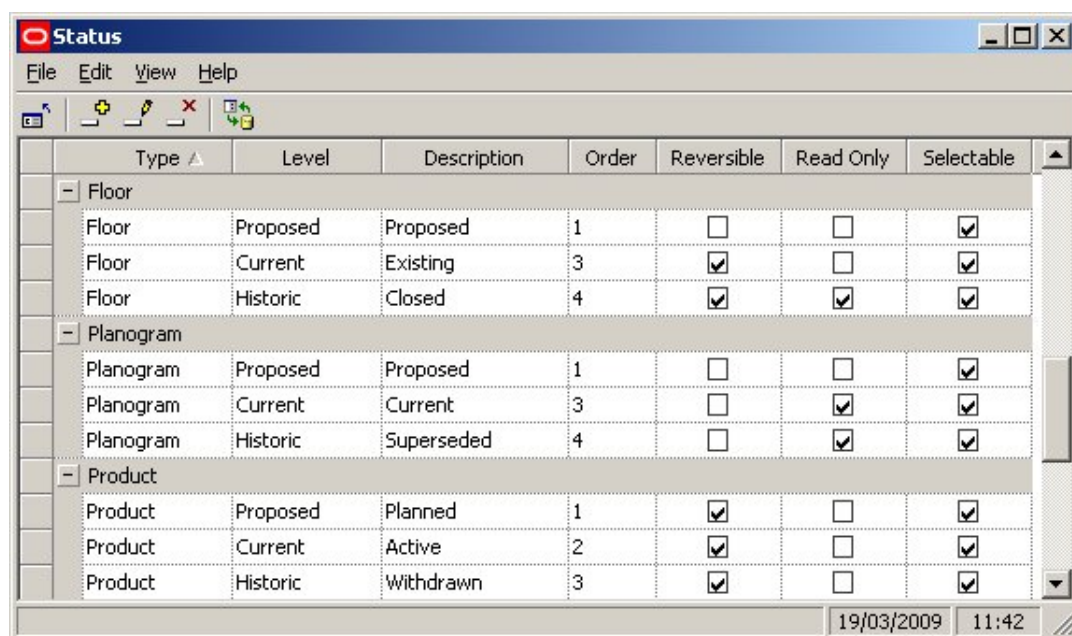 Status
File Edit View Help
Type Level Description Order Reversible Read Only Selectable
Floor
Floor Proposed Proposed 1
Floor Current Existing 3
Floor Historic Closed 4
Planogram
Planogram Proposed Proposed 1
Planogram Current Current 3
Planogram Historic Superseded 4
Product
Product Proposed Planned 1
Product Current Active 2
Product Historic Withdrawn 3
19/03/2009 11:42